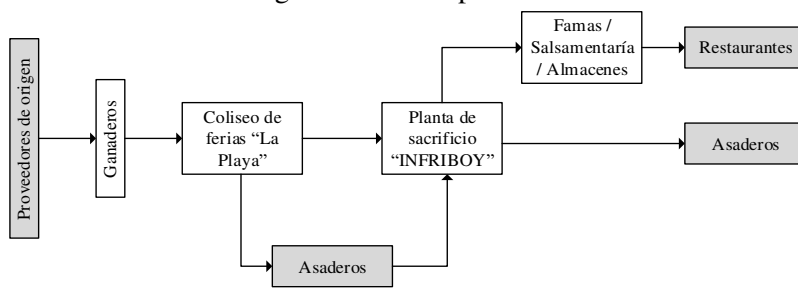 Proveedores de origen
Ganaderos
Coliseo de
ferias “La
Playa”
Planta de
sacrificio
“INFRIBOY”
Famas /
Salsamentaría
/ Almacenes
Restaurantes
Asaderos
Asaderos